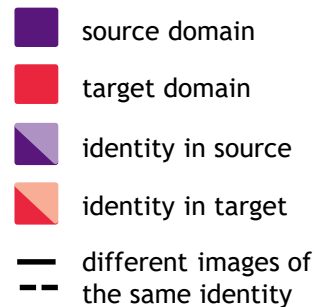 source domain
target domain
identity in source
identity in target
different images of
the same identity